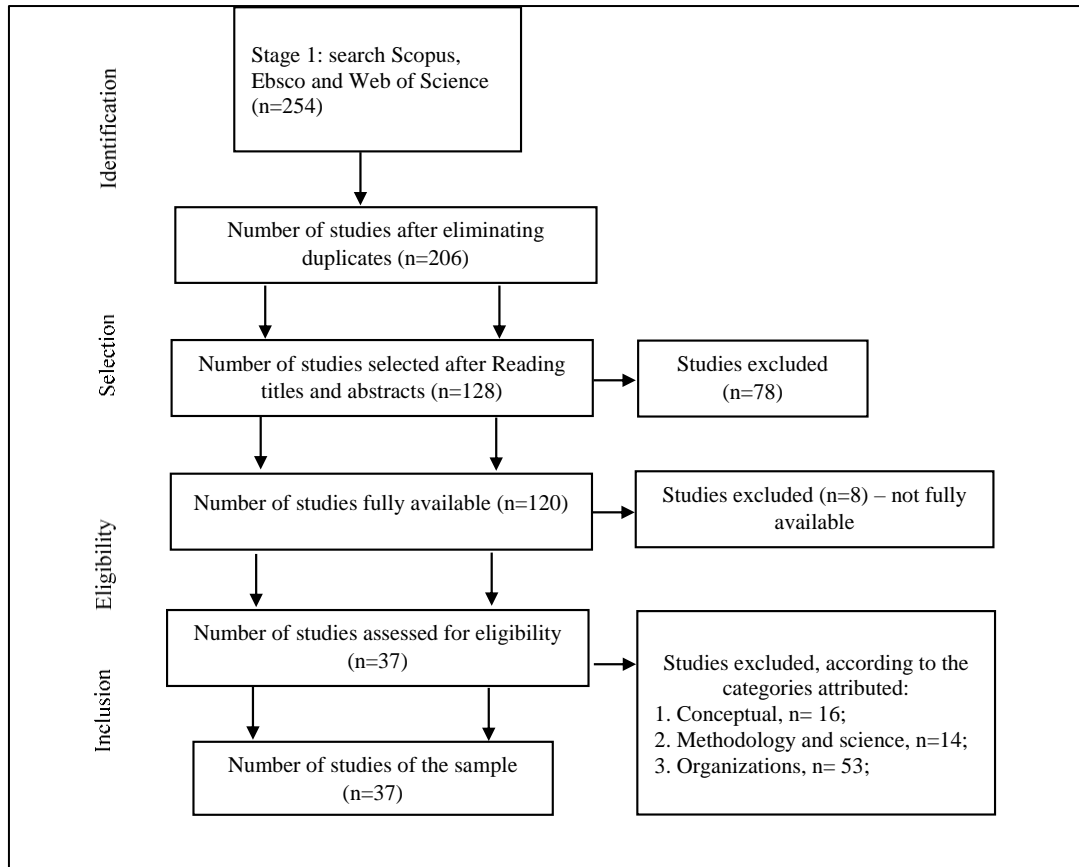 Identification
Stage 1: search Scopus,
Ebsco and Web of Science
(n=254)
Number of studies after eliminating
duplicates (n=206)
Selection
Number of studies selected after Reading
titles and abstracts (n=128)
Studies excluded
(n=78)
Eligibility
Number of studies fully available (n=120)
Studies excluded (n=8) – not fully
available
Number of studies assessed for eligibility
(n=37)
Studies excluded, according to the
categories attributed:
1. Conceptual, n= 16;
2. Methodology and science, n=14;
3. Organizations, n= 53;
Inclusion
Number of studies of the sample
(n=37)